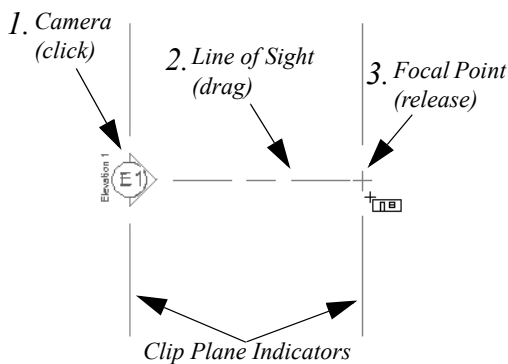 1. Camera
(click)
2. Line of Sight
(drag)
3. Focal Point
(release)
Elevation 1
E1
Clip Plane Indicators